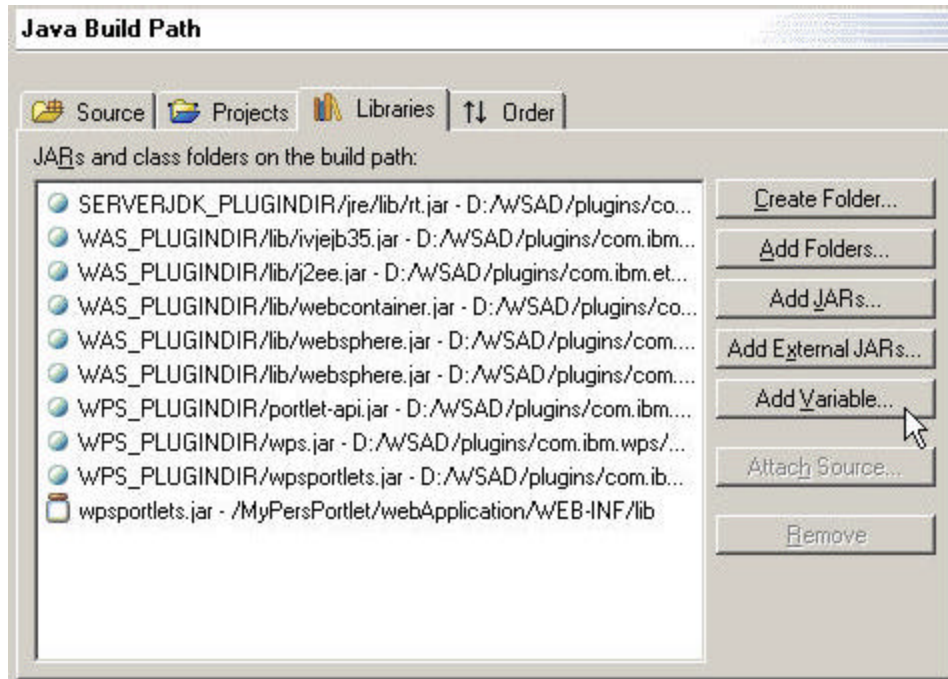 Java Build Path
Source Projects Libraries Order
JARs and class folders on the build path:
SERVERJDK_PLUGINDIR/jre/lib/rt.jar - D:/WSAD/plugins/co...
WAS_PLUGINDIR/lib/ivjejb35.jar - D:/WSAD/plugins/com.ibm...
WAS_PLUGINDIR/lib/j2ee.jar - D:/WSAD/plugins/com.ibm.et...
WAS_PLUGINDIR/lib/webcontainer.jar - D:/WSAD/plugins/co...
WAS_PLUGINDIR/lib/websphere.jar - D:/WSAD/plugins/com....
WAS_PLUGINDIR/lib/websphere.jar - D:/WSAD/plugins/com....
WPS_PLUGINDIR/portlet-api.jar - D:/WSAD/plugins/com.ibm....
WPS_PLUGINDIR/wps.jar - D:/WSAD/plugins/com.ibm.wps/...
WPS_PLUGINDIR/wpsportlets.jar - D:/WSAD/plugins/com.ib...
wpsportlets.jar - /MyPersPortlet/webApplication/WEB-INF/lib
Create Folder...
Add Folders...
Add JARs...
Add External JARs...
Add Variable...
Attach Source...
Remove